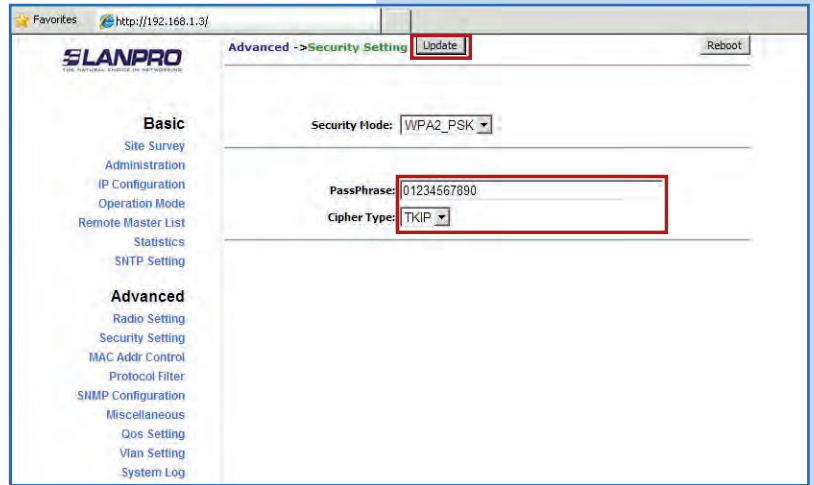 Favorites http://192.168.1.3/
LANPRO
THE NATURAL CHOICE IN NETWORKING
Advanced ->Security Setting Update Reboot
Basic
Site Survey
Administration
IP Configuration
Operation Mode
Remote Master List
Statistics
SNTP Setting
Advanced
Radio Setting
Security Setting
MAC Addr Control
Protocol Filter
SNMP Configuration
Miscellaneous
Qos Setting
Vlan Setting
System Log
Security Mode: WPA2_PSK
PassPhrase: 01234567890
Cipher Type: TKIP